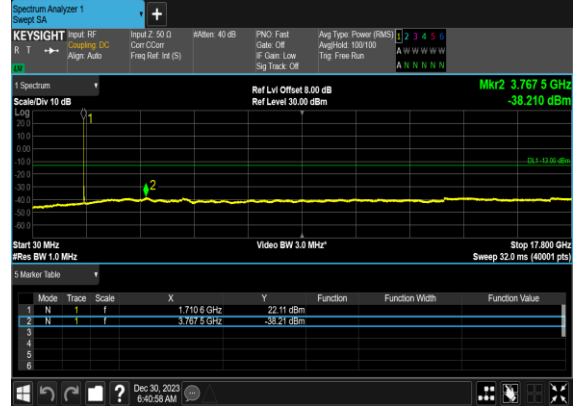 Spectrum Analyzer 1
Swept SA
+
KEYSIGHT Input: RF Input Z: 50 Ω #Atten: 40 dB PNO: Fast Avg Type: Power (RMS) 1 2 3 4 5 6
R T Coupling: DC Corr CCorr Gate: Off Avg|Hold: 100/100 A W W W W W
Align: Auto Freq Ref: Int (S) IF Gain: Low Trig: Free Run
LW Sig Track: Off A N N N N N
1 Spectrum Ref Lvl Offset 8.00 dB Mkr2 3.767 5 GHz
Scale/Div 10 dB Ref Level 30.00 dBm -38.210 dBm
Log
1
20.0
10.0
0.00
-10.0
DL1 -13.00 dBm
-20.0
-30.0
2
-40.0
-50.0
-60.0
Start 30 MHz Video BW 3.0 MHz* Stop 17.800 GHz
#Res BW 1.0 MHz Sweep 32.0 ms (40001 pts)
5 Marker Table
Mode Trace Scale X Y Function Function Width Function Value
1 N 1 f 1.710 6 GHz 22.11 dBm
2 N 1 f 3.767 5 GHz -38.21 dBm
3
4
5
6
? Dec 30, 2023
6:40:58 AM